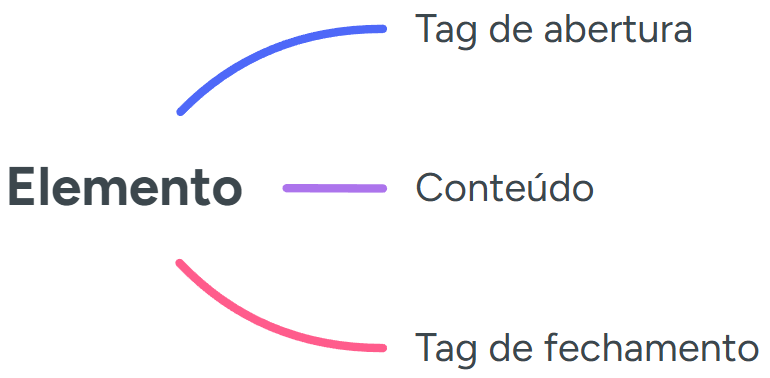 Tag de abertura
Elemento
Conteúdo
Tag de fechamento